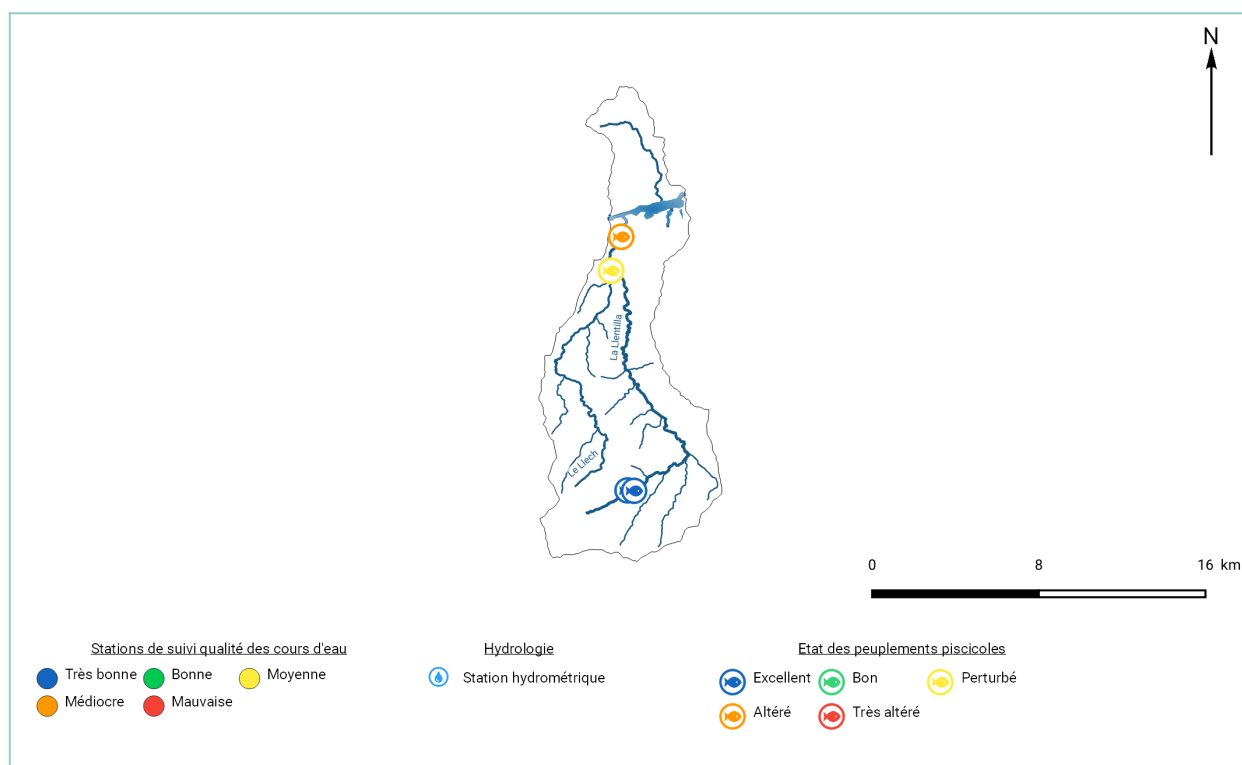 N
La Llentilla
Le Llech
0 8 16 km
Stations de suivi qualité des cours d'eau
Très bonne Bonne Moyenne
Médiocre Mauvaise
Hydrologie
Station hydrométrique
Etat des peuplements piscicoles
Excellent Bon Perturbé
Altéré Très altéré